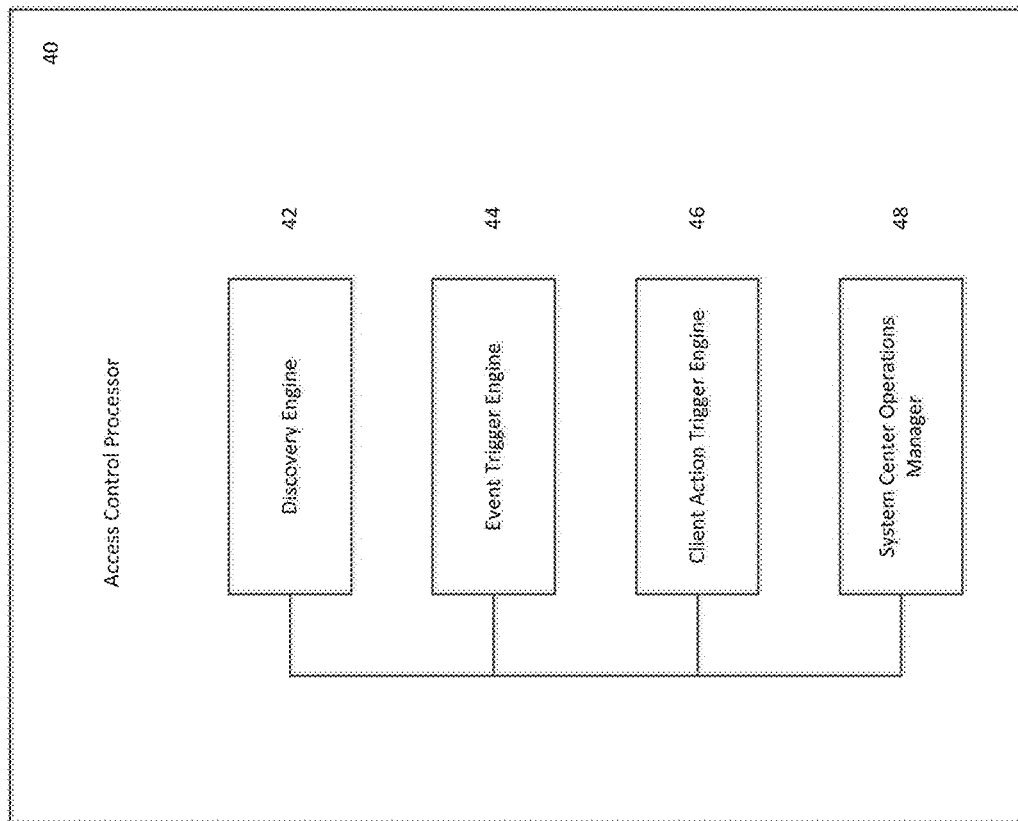 40
Access Control Processor
Discovery Engine
42
Event Trigger Engine
44
Client Action Trigger Engine
46
System Center Operations
Manager
48